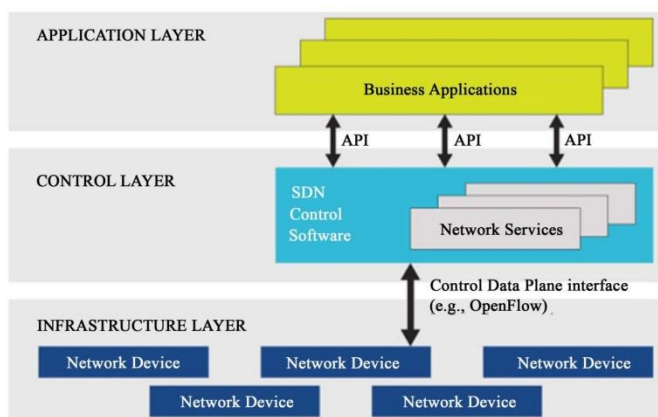 APPLICATION LAYER
Business Applications
API API API
CONTROL LAYER
SDN
Control
Software
Network Services
Control Data Plane interface
(e.g., OpenFlow)
INFRASTRUCTURE LAYER
Network Device Network Device Network Device
Network Device Network Device